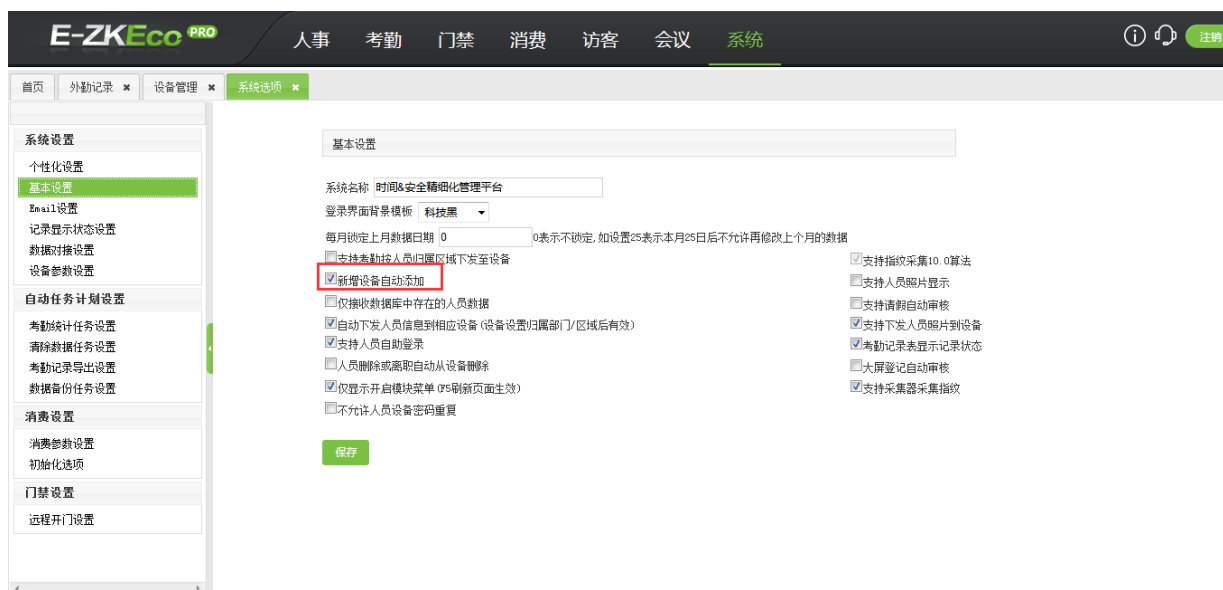 E-ZKEco PRO
人事 考勤 门禁 消费 访客 会议 系统
注销
首页 外勤记录 × 设备管理 × 系统选项 ×
系统设置
个性化设置
基本设置
Email设置
记录显示状态设置
数据对接设置
设备参数设置
自动任务计划设置
考勤统计任务设置
清除数据任务设置
考勤记录导出设置
数据备份任务设置
消费设置
消费参数设置
初始化选项
门禁设置
远程开门设置
基本设置
系统名称 时间&安全精细化管理平台
登录界面背景模板 科技黑
每月锁定上月数据日期 0 0表示不锁定,如设置25表示本月25日后不允许再修改上个月的数据
支持考勤按人员归属区域下发至设备 支持指纹采集10.0算法
新增设备自动添加 支持人员照片显示
仅接收数据库中存在的人员数据 支持请假自动审核
自动下发人员信息到相应设备(设备设置归属部门/区域后有效) 支持下发人员照片到设备
支持人员自助登录 考勤记录表显示记录状态
人员删除或离职自动从设备删除 大屏登记自动审核
仅显示开启模块菜单(F5刷新页面生效) 支持采集器采集指纹
不允许人员设备密码重复
保存